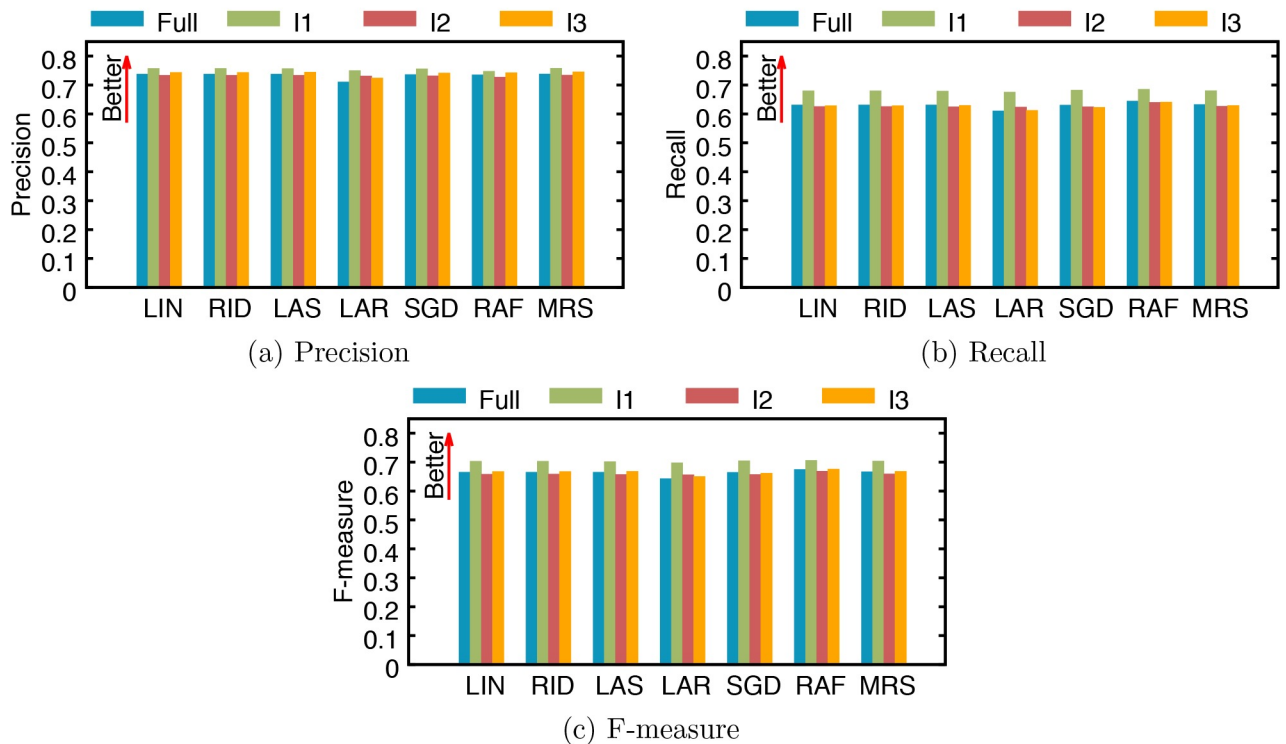 Full I1 I2 I3
0.8
0.7
0.6
0.5
0.4
0.3
0.2
0.1
0
Precision
Better
LIN RID LAS LAR SGD RAF MRS
(a) Precision
Full I1 I2 I3
0.8
0.7
0.6
0.5
0.4
0.3
0.2
0.1
0
Recall
Better
LIN RID LAS LAR SGD RAF MRS
(b) Recall
Full I1 I2 I3
0.8
0.7
0.6
0.5
0.4
0.3
0.2
0.1
0
F-measure
Better
LIN RID LAS LAR SGD RAF MRS
(c) F-measure